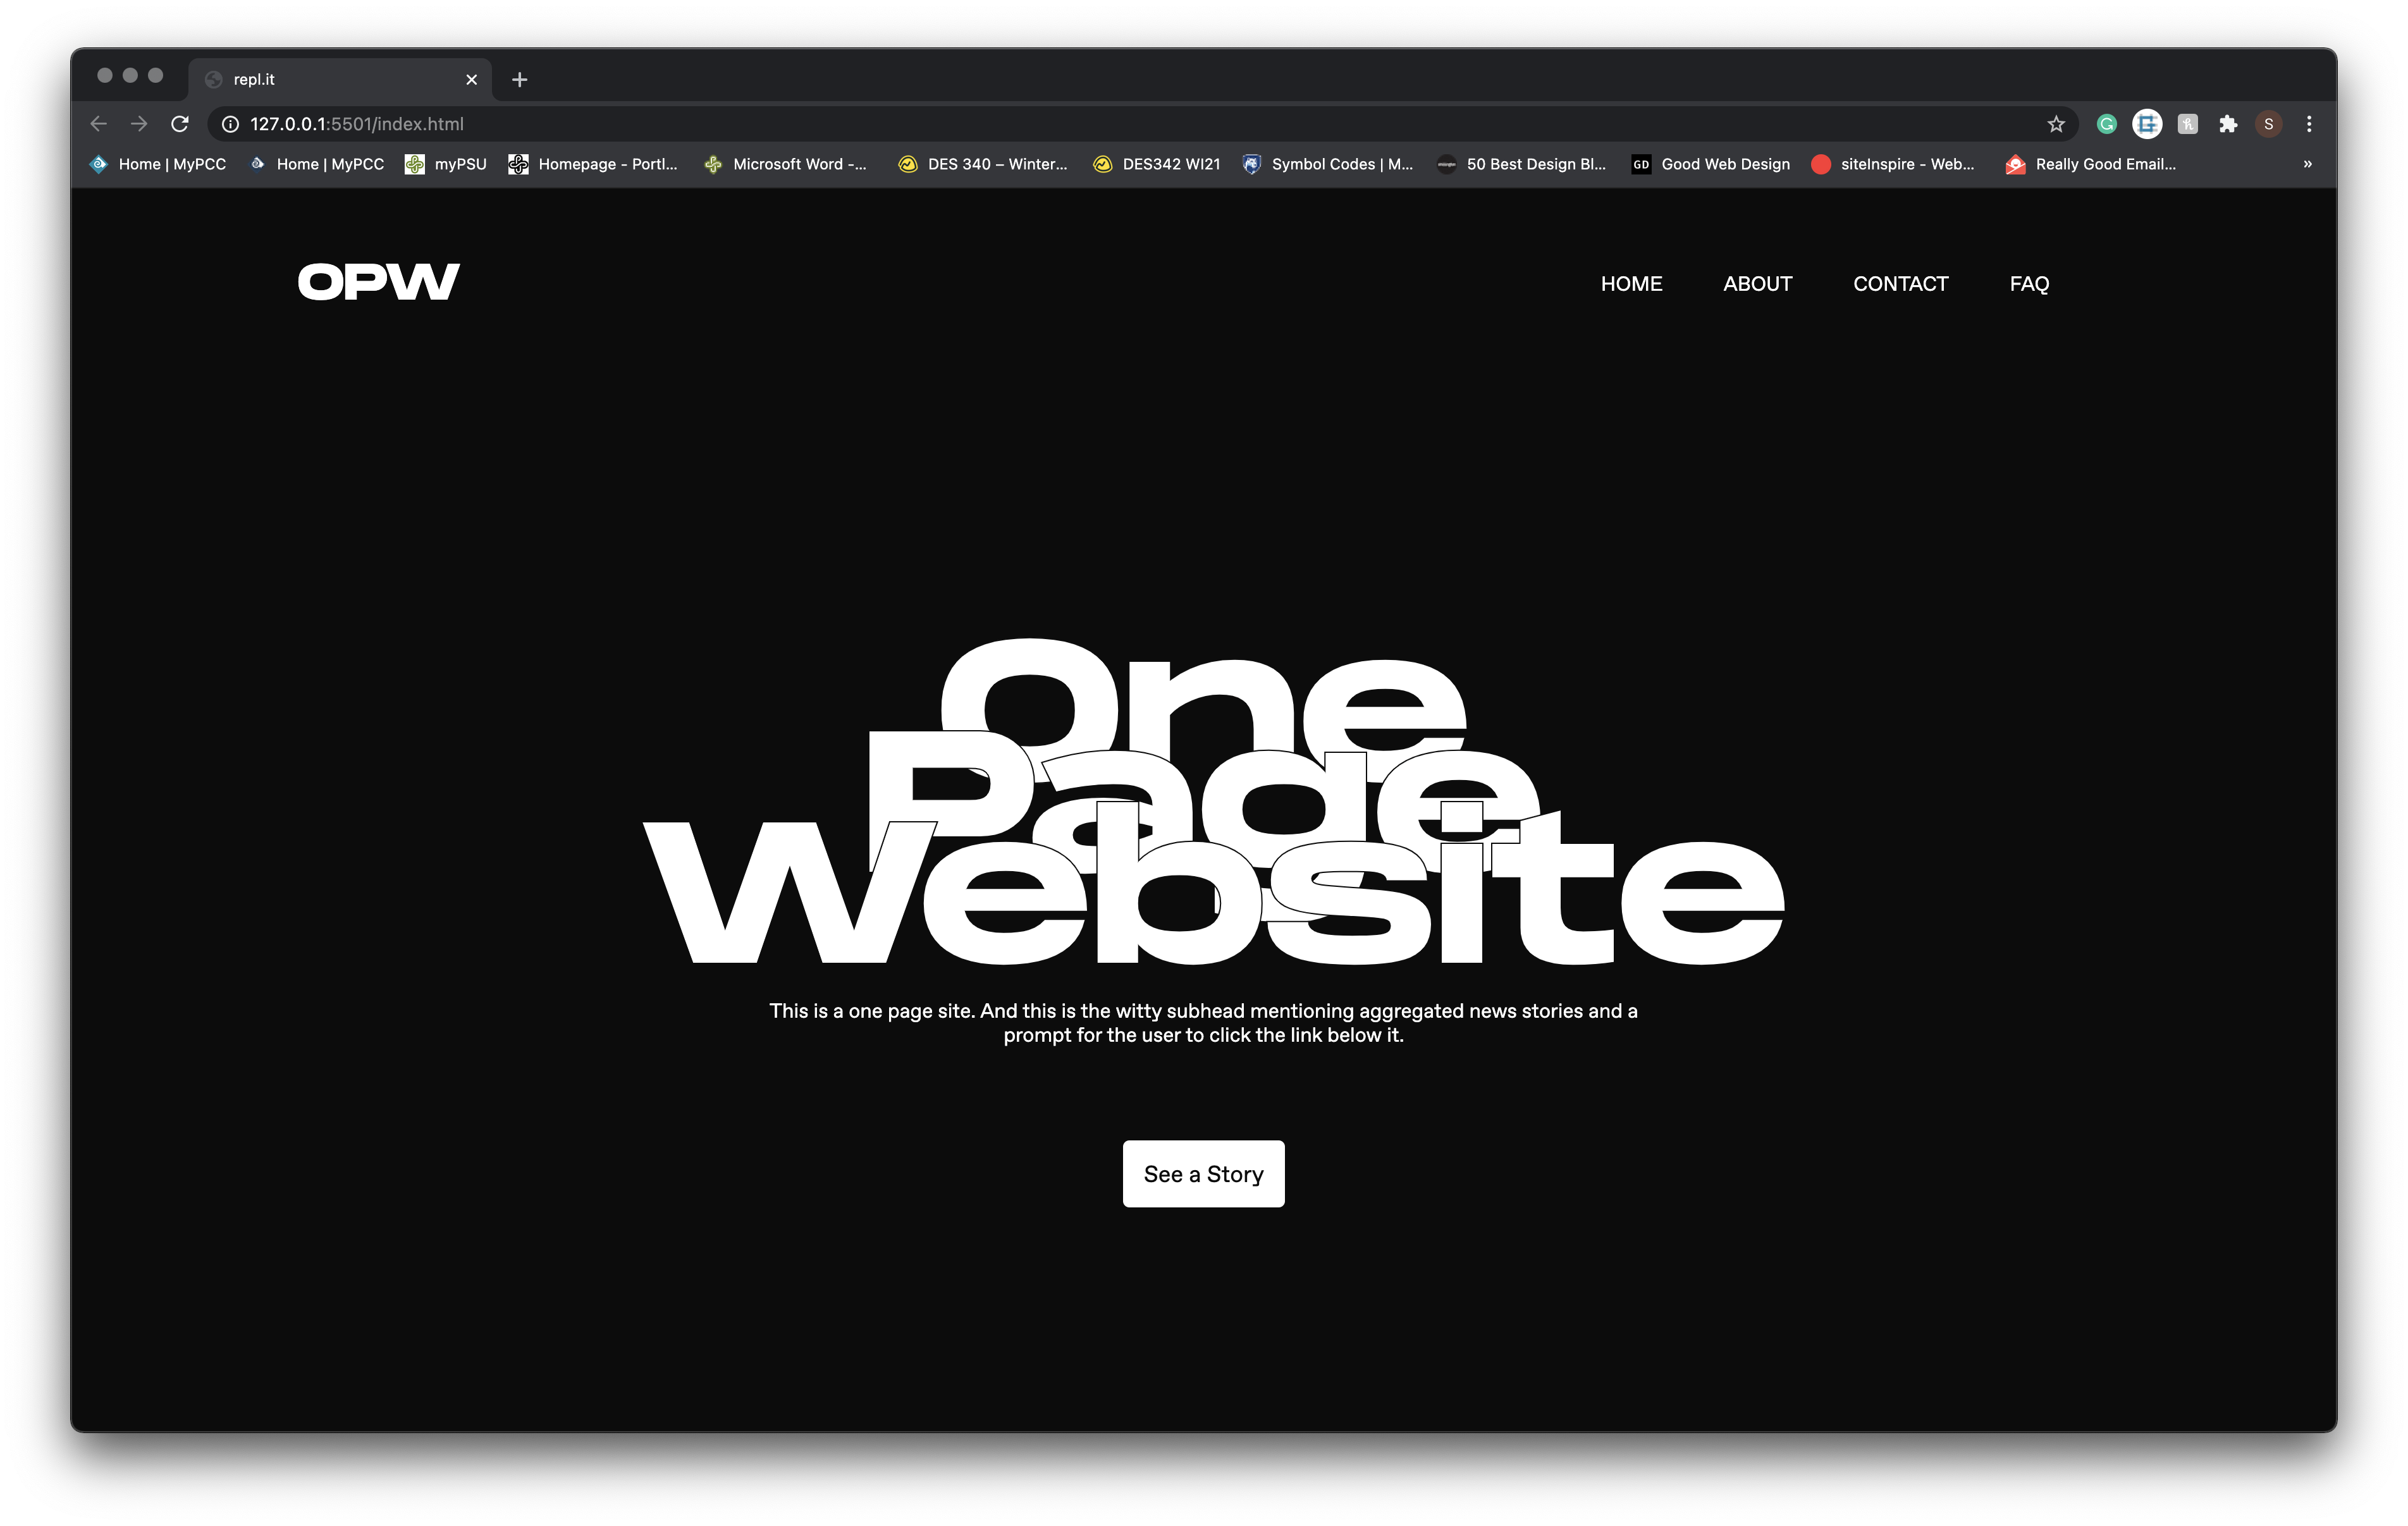 repl.it
127.0.0.1:5501/index.html
S
Home | MyPCC
Home | MyPCC
myPSU
Homepage - Portl...
Microsoft Word -...
DES 340 – Winter...
DES342 WI21
Symbol Codes | M...
50 Best Design Bl...
GD Good Web Design
siteInspire - Web...
Really Good Email...
»
OPW
HOME ABOUT CONTACT FAQ
One
Page
Website
This is a one page site. And this is the witty subhead mentioning aggregated news stories and a
prompt for the user to click the link below it.
See a Story